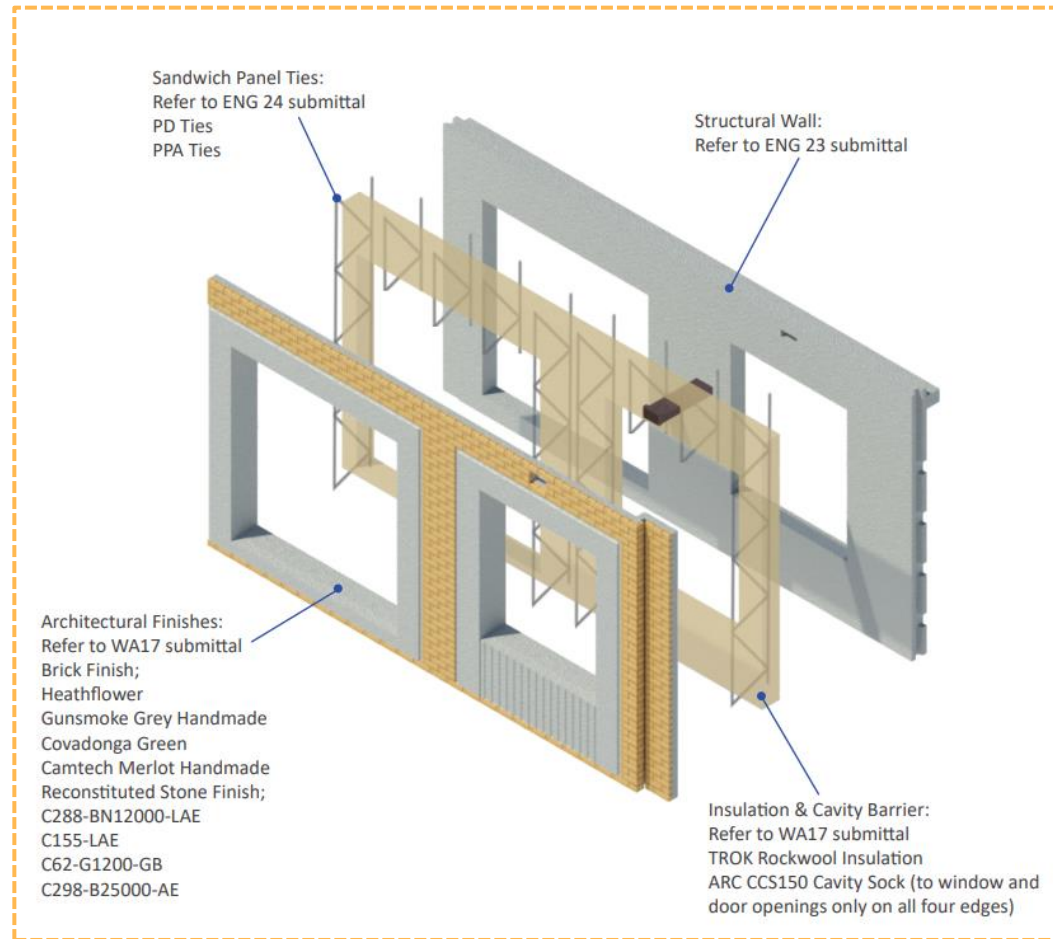 Sandwich Panel Ties:
Refer to ENG 24 submittal
PD Ties
PPA Ties
Structural Wall:
Refer to ENG 23 submittal
Architectural Finishes:
Refer to WA17 submittal
Brick Finish;
Heathflower
Gunsmoke Grey Handmade
Covadonga Green
Camtech Merlot Handmade
Reconstituted Stone Finish;
C288-BN12000-LAE
C155-LAE
C62-G1200-GB
C298-B25000-AE
Insulation & Cavity Barrier:
Refer to WA17 submittal
TROK Rockwool Insulation
ARC CCS150 Cavity Sock (to window and
door openings only on all four edges)